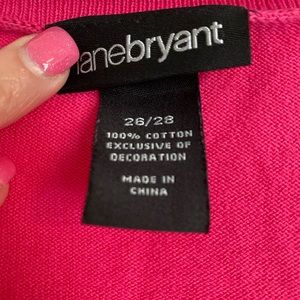 lanebryant
26/28
100% COTTON
EXCLUSIVE OF
DECORATION
MADE IN
CHINA